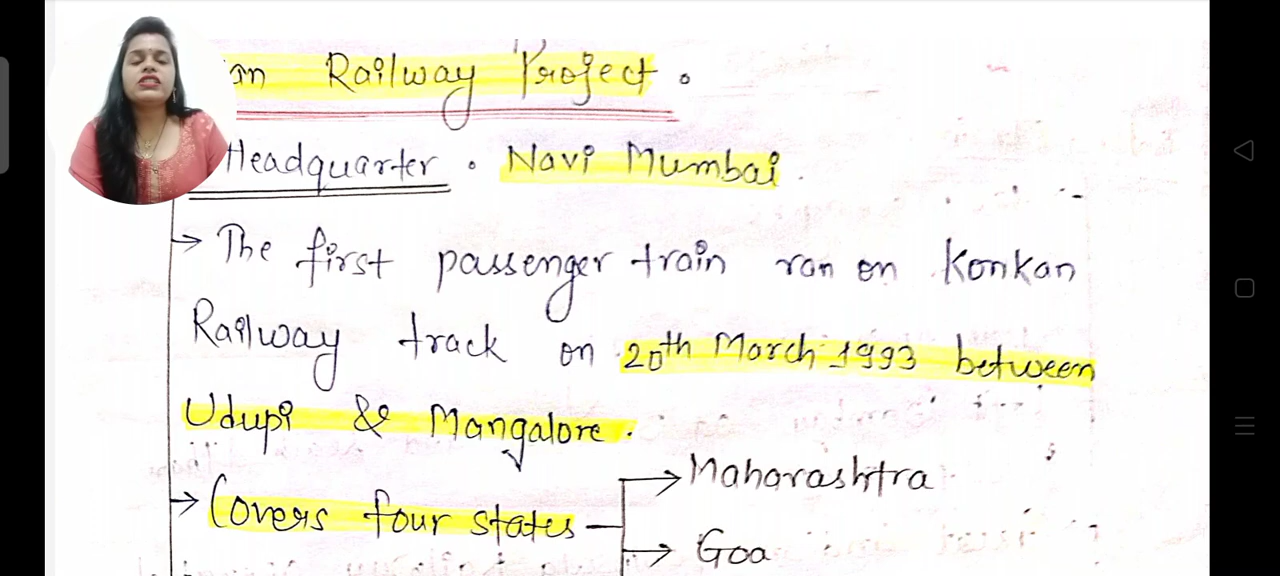 Railway Project.
Headquarter. Navi Mumbai.
The first passenger train ran on Konkan
Railway track on 20th March 1993 between
Udupi & Mangalore.
Covers four states
Maharashtra
Goa